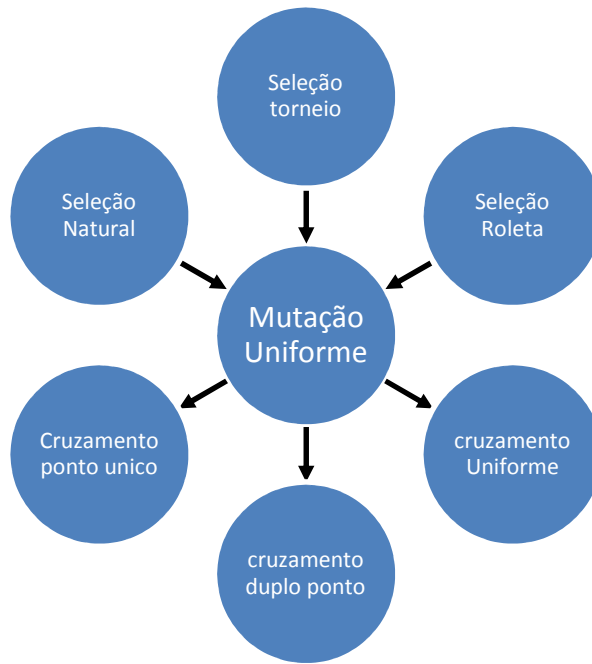 Seleção
torneio
Seleção
Natural
Seleção
Roleta
Mutação
Uniforme
Cruzamento
ponto unico
cruzamento
Uniforme
cruzamento
duplo ponto